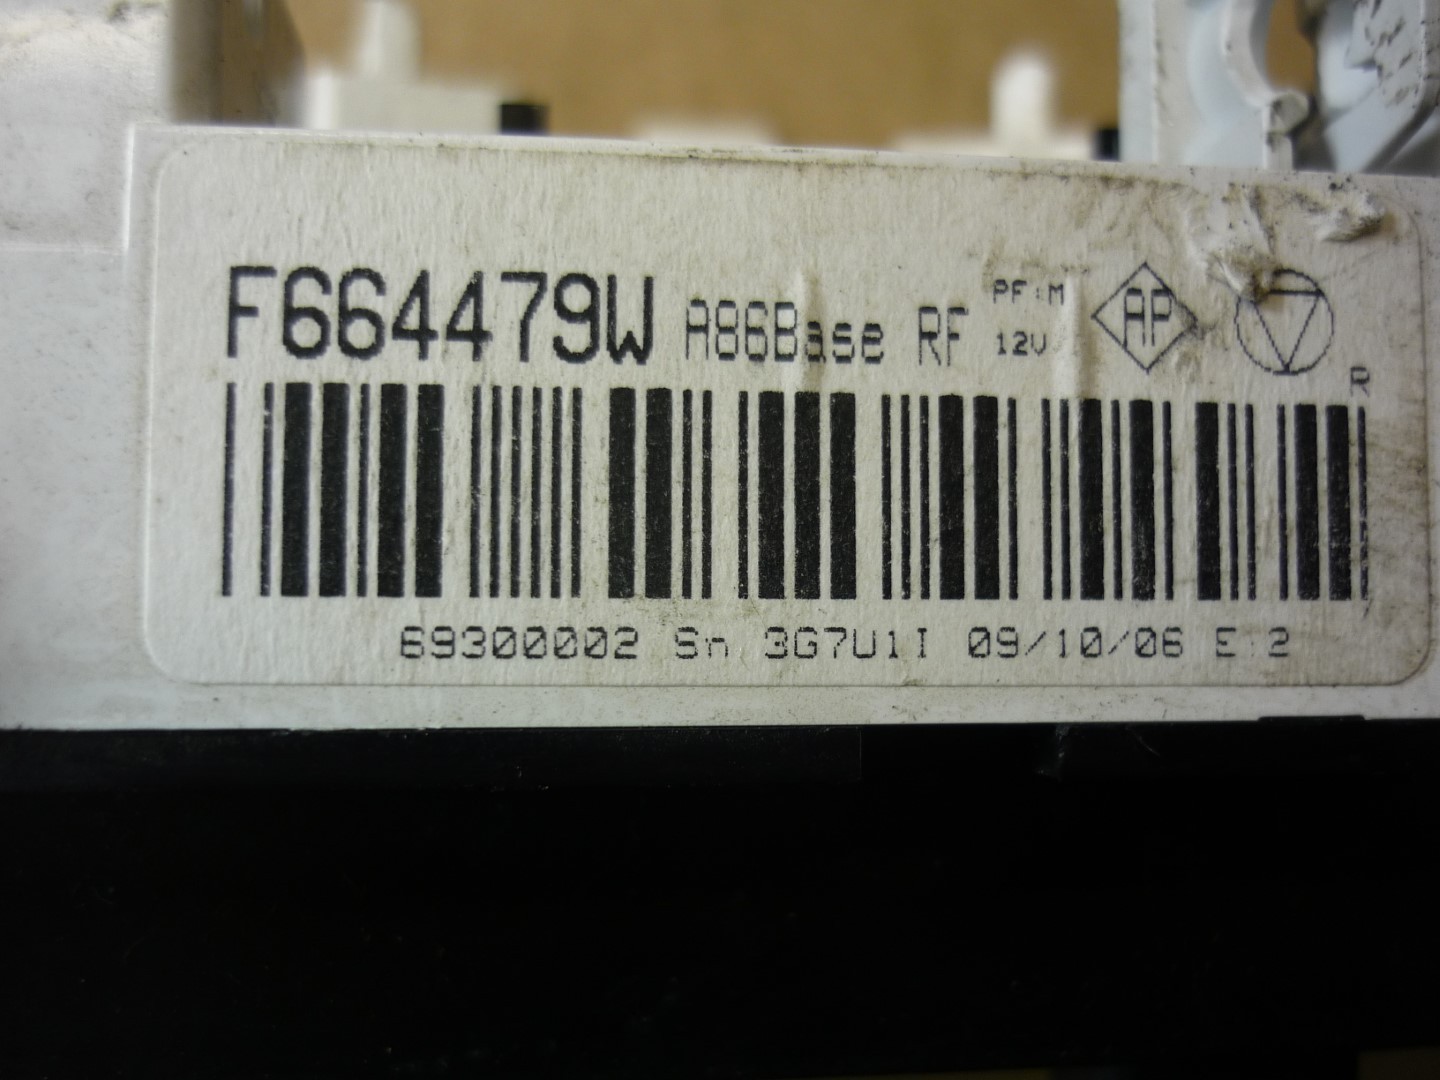 F664479W A86Base RF PF:M
12V AP R
69300002 Sn 3G7U1I 09/10/06 E:2